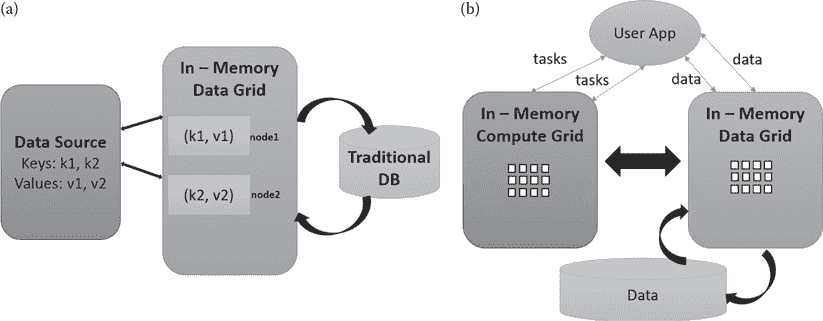 (a)
In – Memory
Data Grid
Data Source
Keys: k1, k2
Values: v1, v2
(k1, v1) node1
(k2, v2) node2
Traditional
DB
(b)
User App
tasks
tasks
data
data
In – Memory
Compute Grid
In – Memory
Data Grid
Data